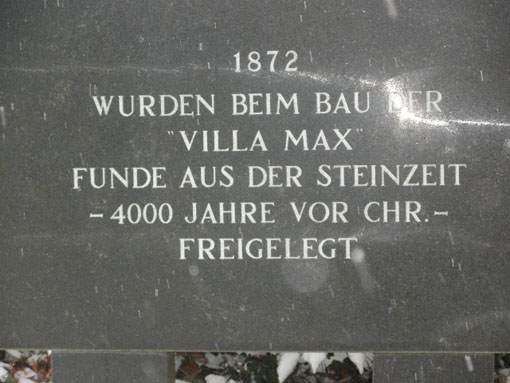 1872
WURDEN BEIM BAU DER
"VILLA MAX"
FUNDE AUS DER STEINZEIT
- 4000 JAHRE VOR CHR.-
FREIGELEGT